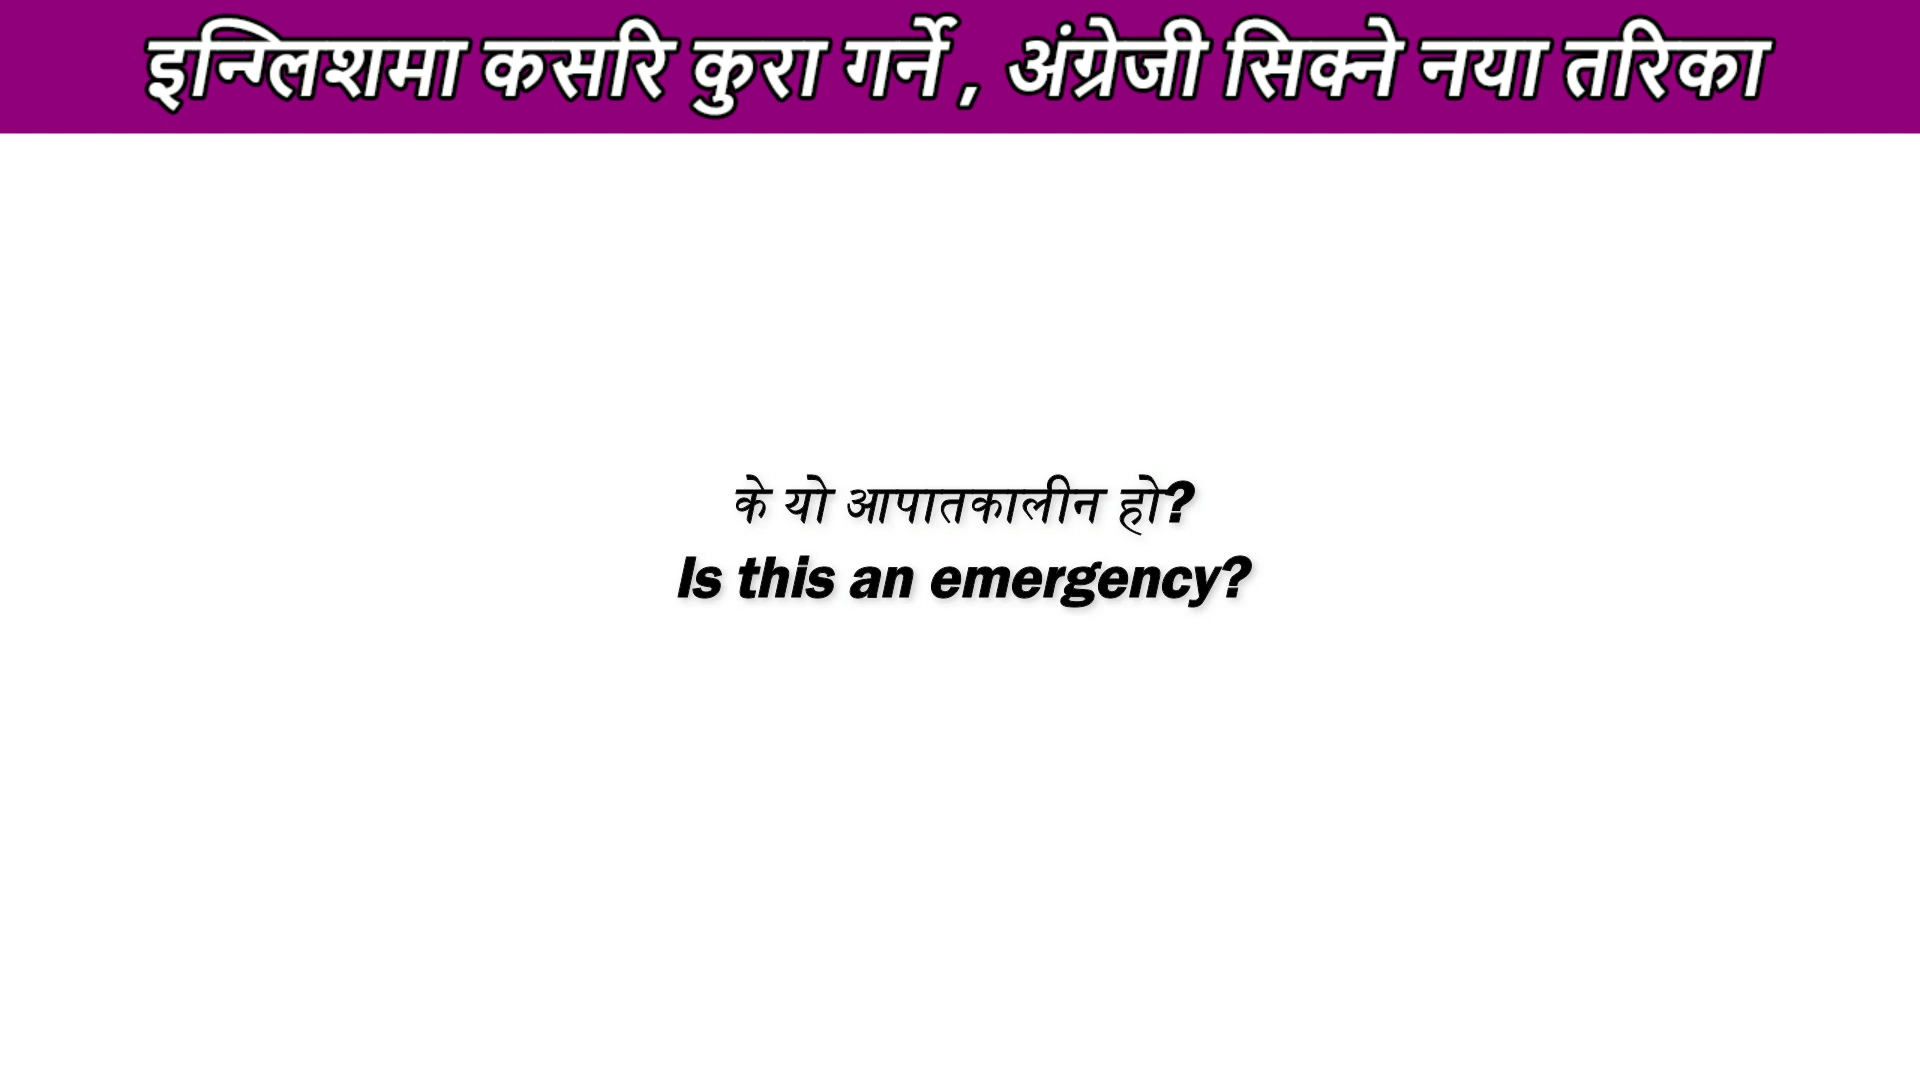 इन्ग्लिशमा कसरि कुरा गर्ने , अंग्रेजी सिक्ने नया तरिका
के यो आपातकालीन हो?
Is this an emergency?